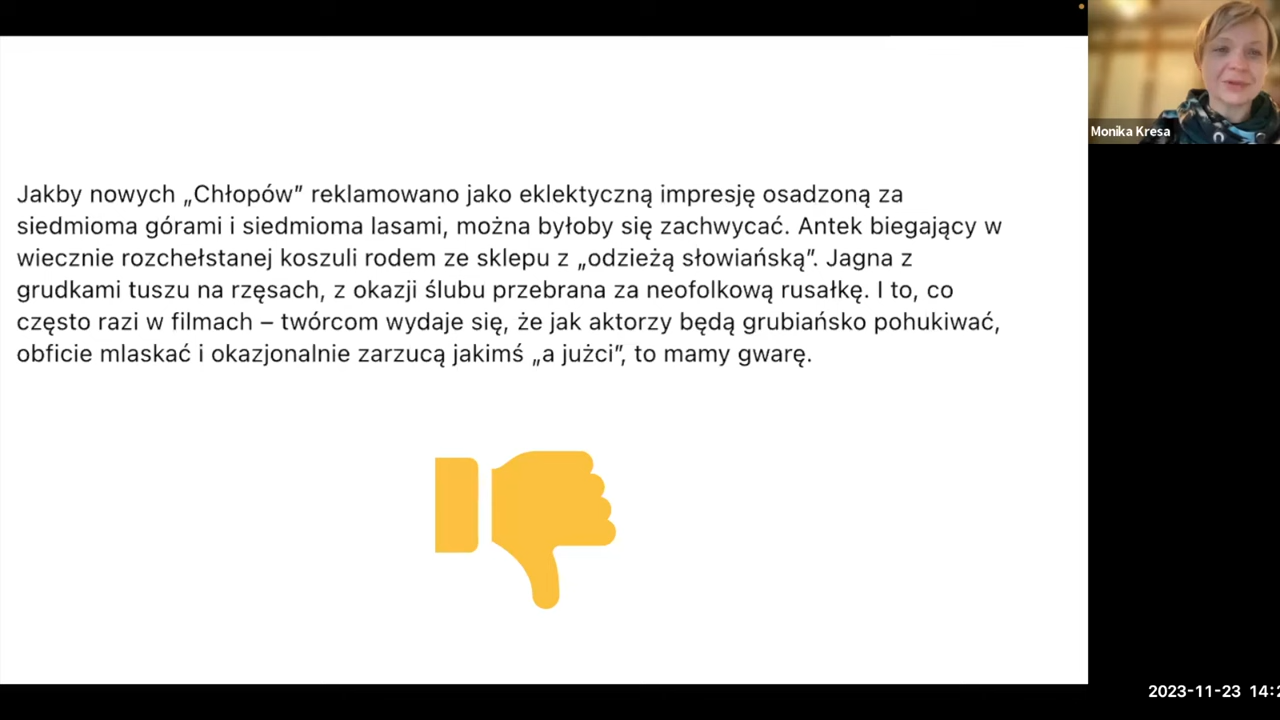 Monika Kresa
Jakby nowych „Chłopów” reklamowano jako eklektyczną impresję osadzoną za
siedmioma górami i siedmioma lasami, można byłoby się zachwycać. Antek biegający w
wiecznie rozchełstanej koszuli rodem ze sklepu z „odzieżą słowiańską”. Jagna z
grudkami tuszu na rzęsach, z okazji ślubu przebrana za neofolkową rusałkę. I to, co
często razi w filmach – twórcom wydaje się, że jak aktorzy będą grubiańsko pohukiwać,
obficie mlaskać i okazjonalnie zarzucą jakimś „a jużci”, to mamy gwarę.
2023-11-23